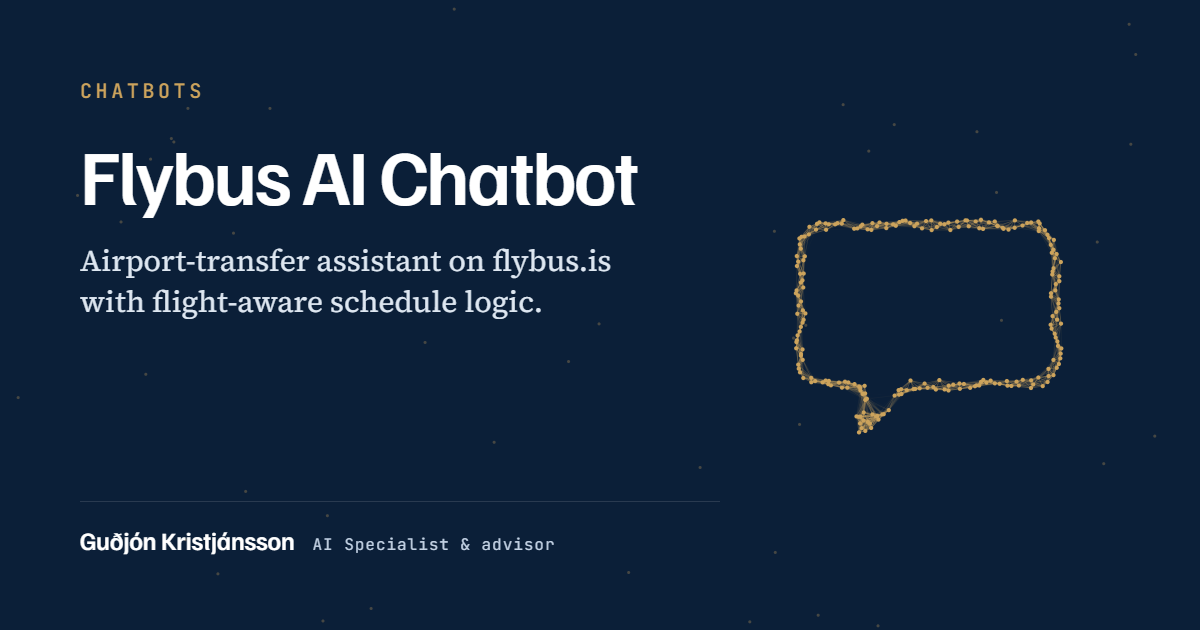 CHATBOTS
Flybus AI Chatbot
Airport-transfer assistant on flybus.is
with flight-aware schedule logic.
Guðjón Kristjánsson AI Specialist & advisor